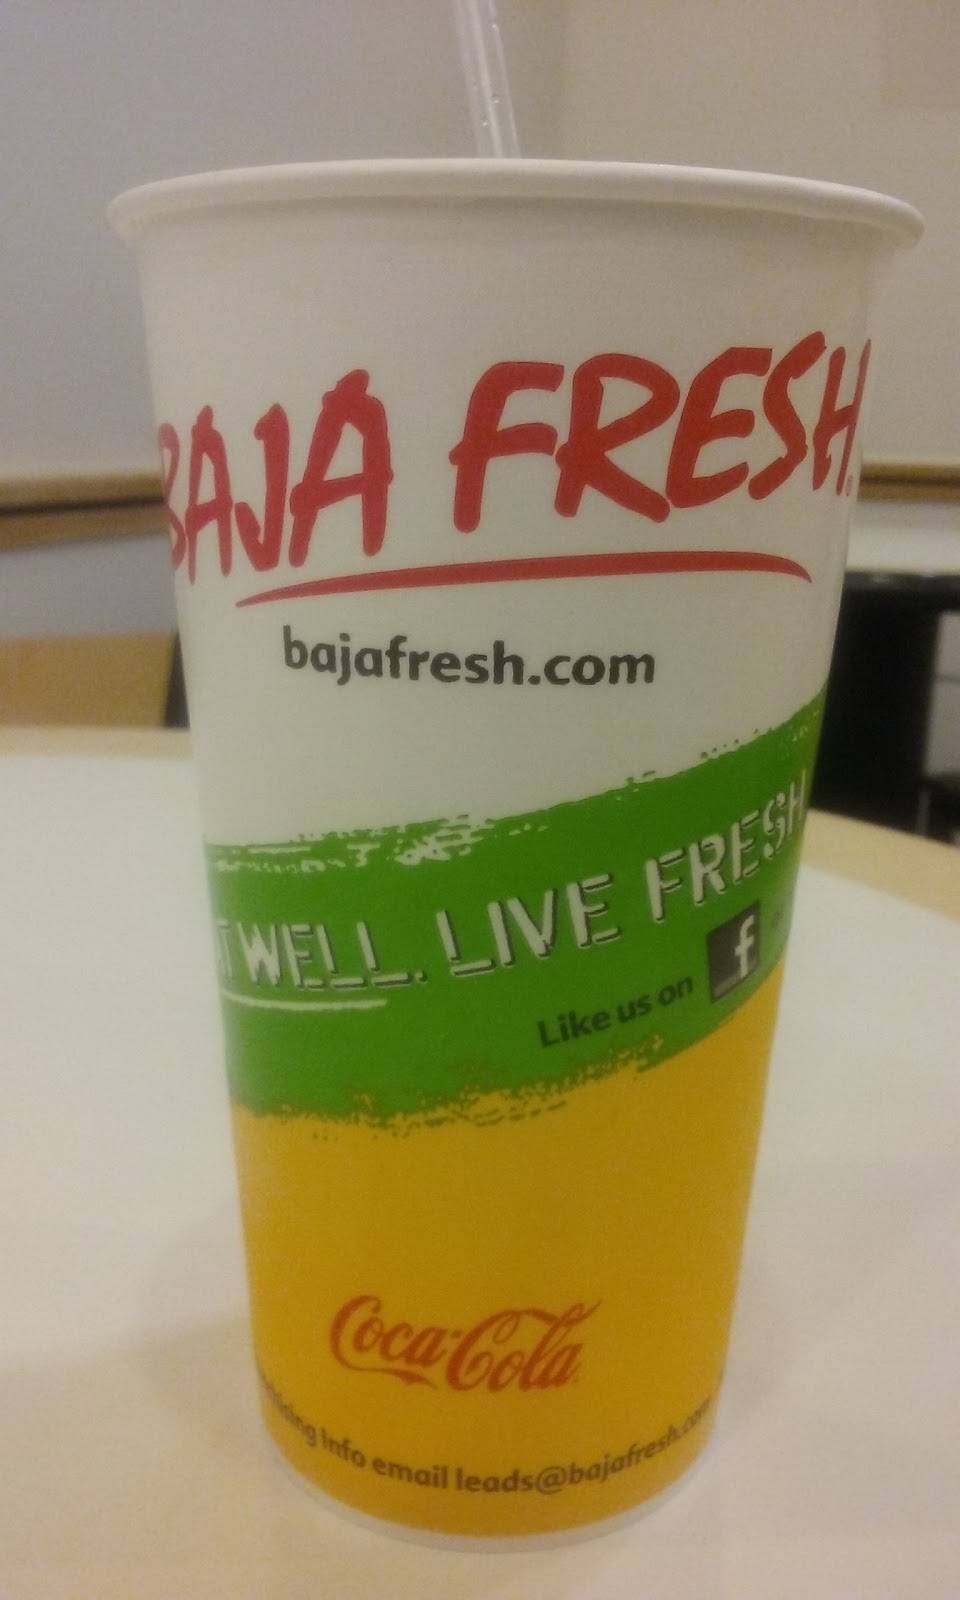 BAJA FRESH
bajafresh.com
WELL. LIVE FRESH
Like us on f
Coca-Cola
Info email leads@bajafresh.com